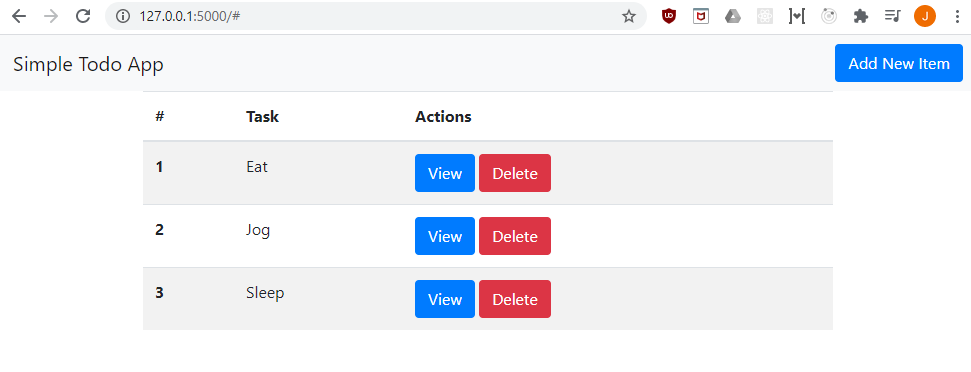 127.0.0.1:5000/#
J
Simple Todo App
Add New Item
# Task Actions
1 Eat View Delete
2 Jog View Delete
3 Sleep View Delete